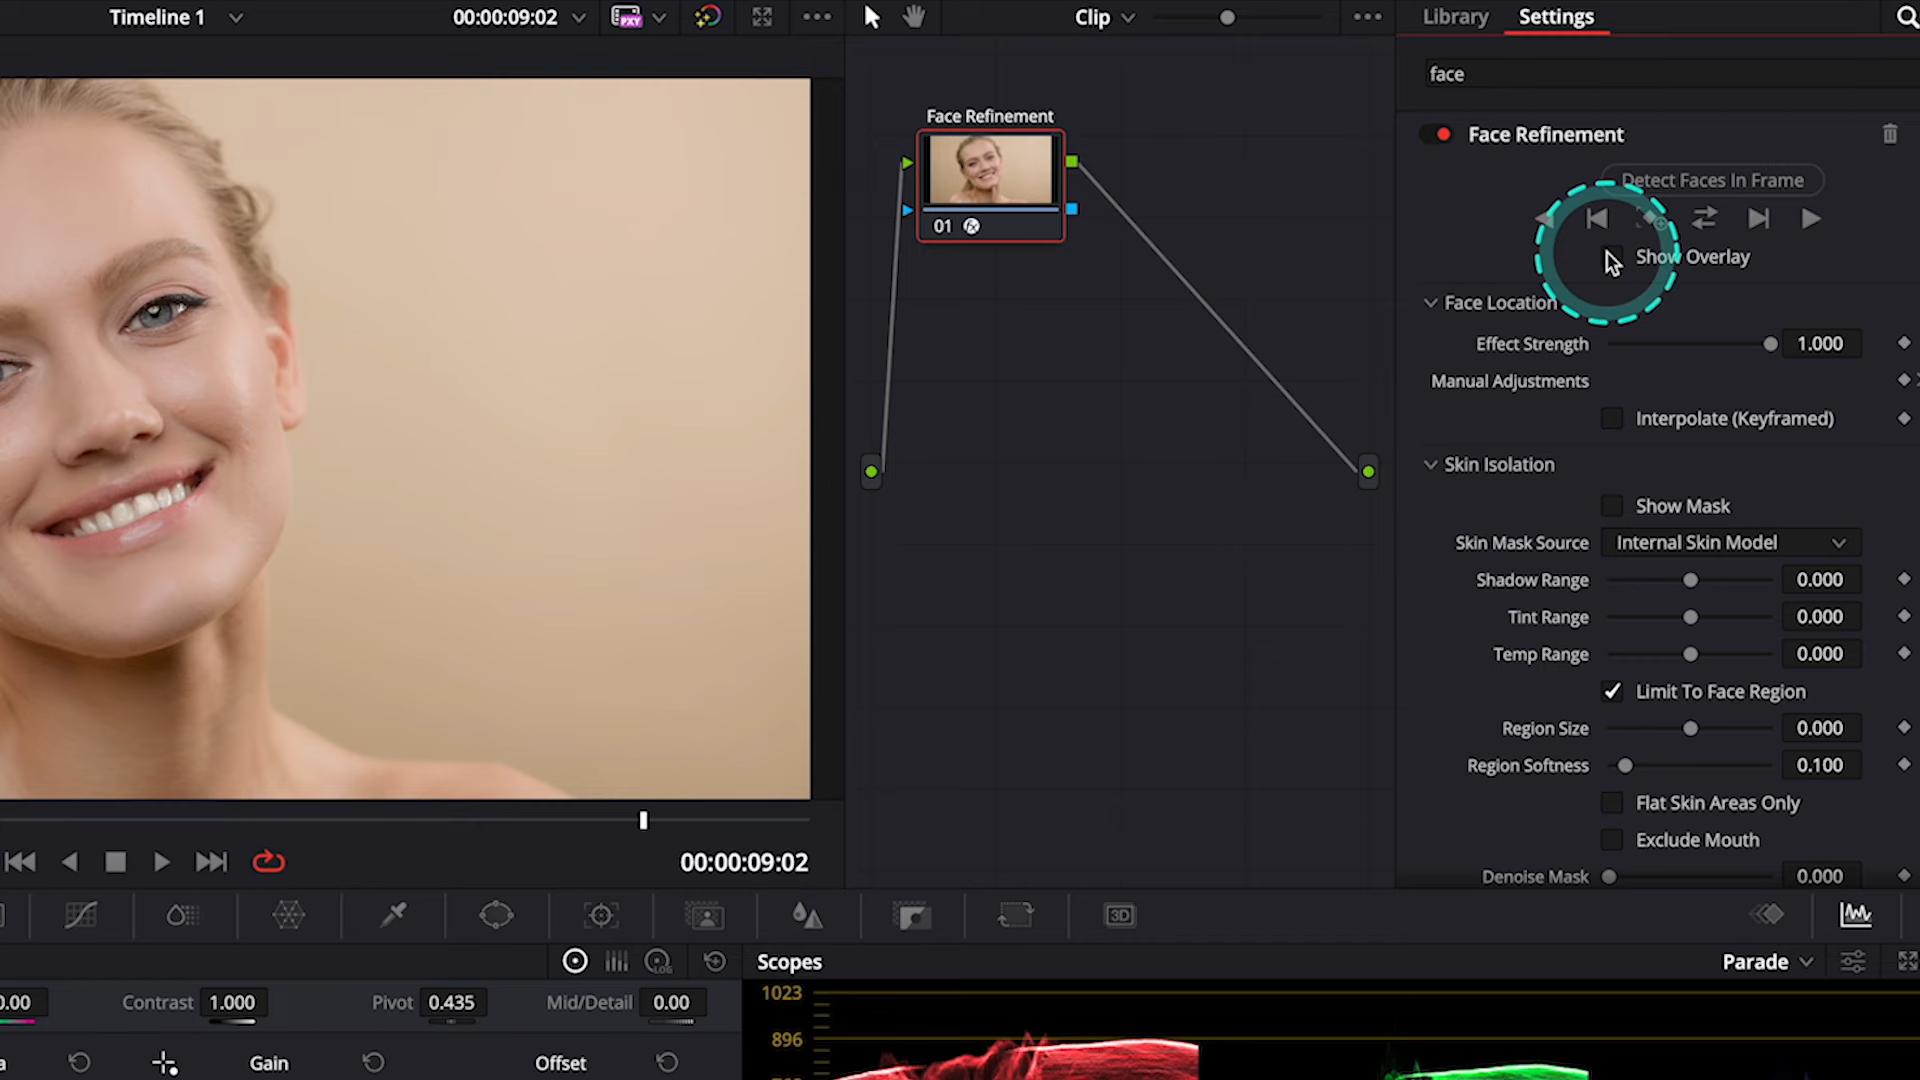 Timeline 1
00:00:09:02
PXY
Clip
Library
Settings
face
Face Refinement
01
Face Refinement
Detect Faces In Frame
Show Overlay
Face Location
Effect Strength 1.000
Manual Adjustments
Interpolate (Keyframed)
Skin Isolation
Show Mask
Skin Mask Source Internal Skin Model
Shadow Range 0.000
Tint Range 0.000
Temp Range 0.000
Limit To Face Region
Region Size 0.000
Region Softness 0.100
Flat Skin Areas Only
Exclude Mouth
Denoise Mask 0.000
00:00:09:02
3D
LOG
Scopes
Parade
0.00 Contrast 1.000 Pivot 0.435 Mid/Detail 0.00
1023
896
Gain Offset